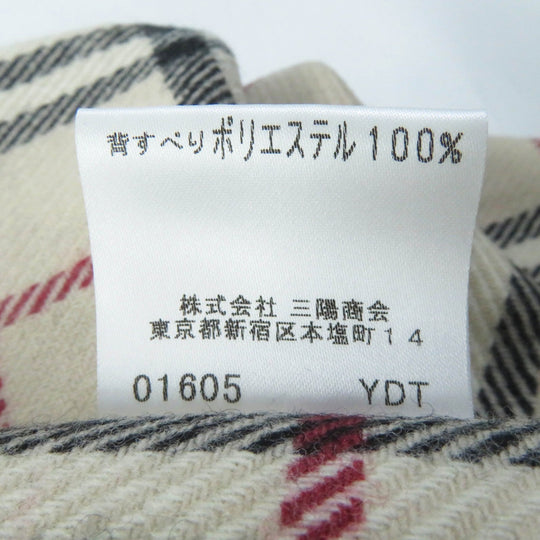 背すべりポリエステル100%
株式会社 三陽商会
東京都新宿区本塩町14
01605 YDT